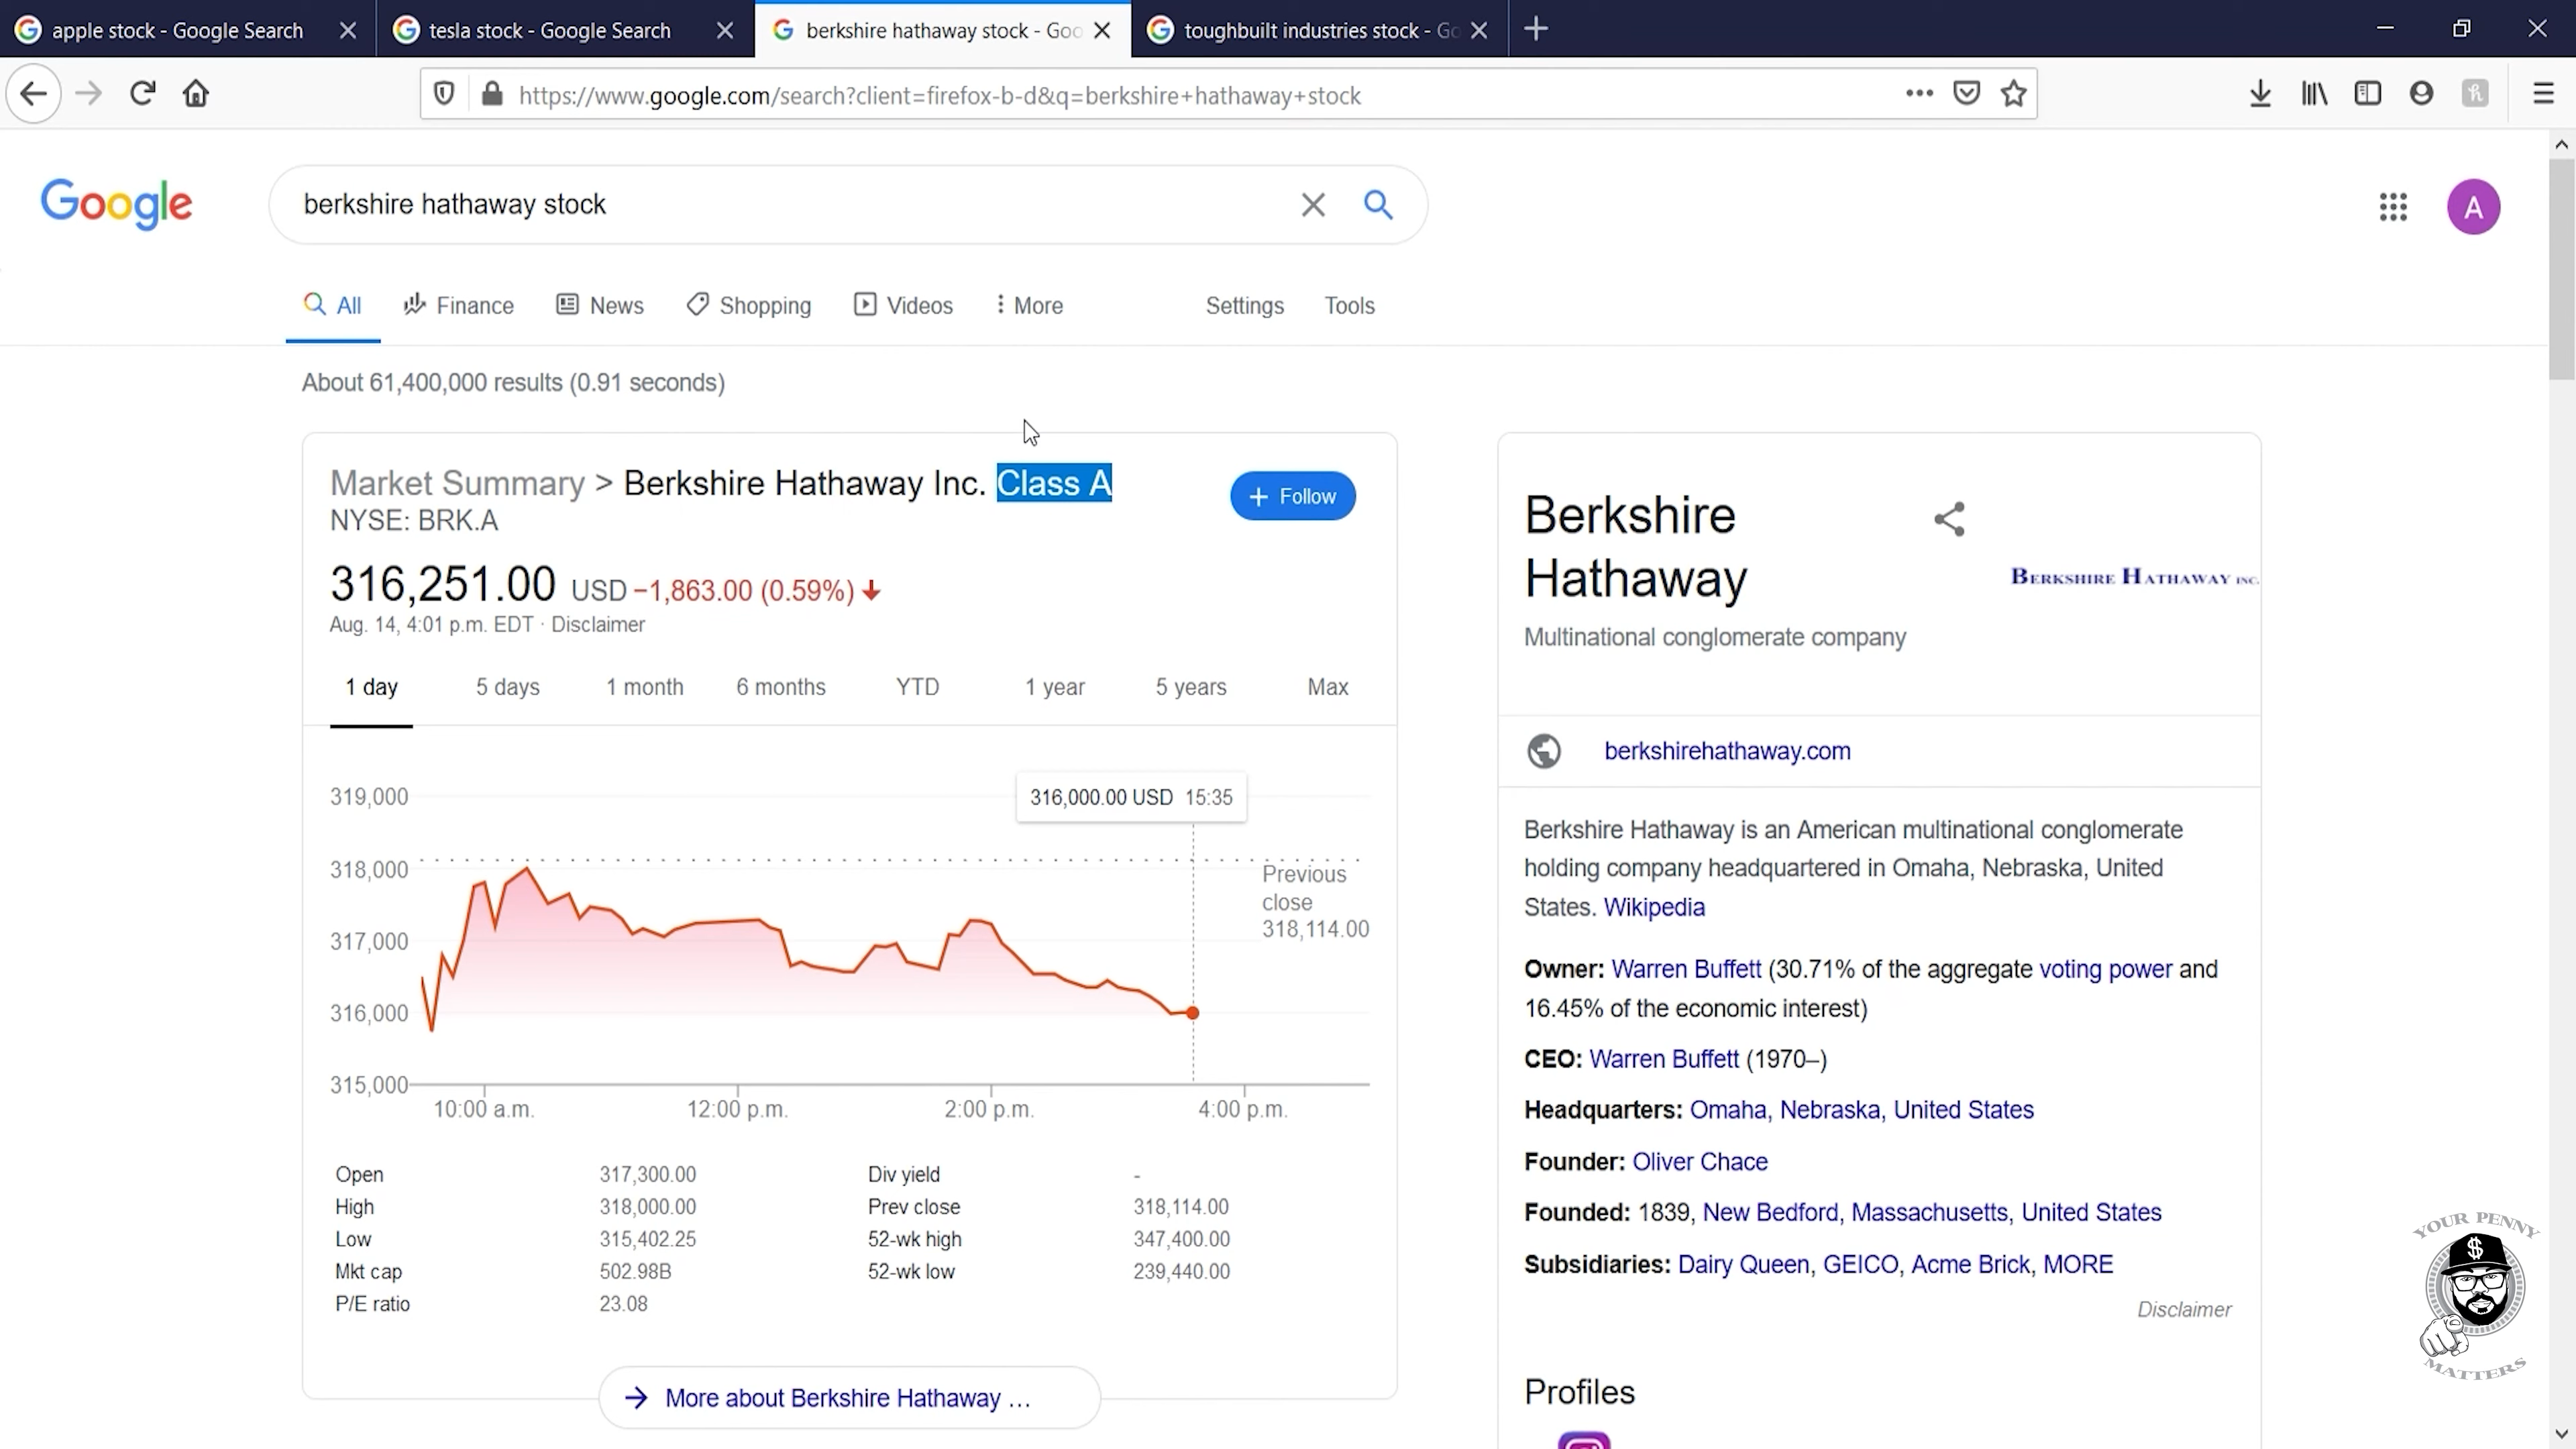 apple stock - Google Search
tesla stock - Google Search
berkshire hathaway stock - Goo
toughbuilt industries stock - Go
https://www.google.com/search?client=firefox-b-d&q=berkshire+hathaway+stock
Google
berkshire hathaway stock
A
All
Finance
News
Shopping
Videos
More
Settings
Tools
About 61,400,000 results (0.91 seconds)
Market Summary > Berkshire Hathaway Inc. Class A
NYSE: BRK.A
+ Follow
316,251.00 USD −1,863.00 (0.59%)
Aug. 14, 4:01 p.m. EDT · Disclaimer
1 day
5 days
1 month
6 months
YTD
1 year
5 years
Max
316,000.00 USD 15:35
319,000
318,000
317,000
316,000
315,000
Previous
close
318,114.00
10:00 a.m.
12:00 p.m.
2:00 p.m.
4:00 p.m.
Open 317,300.00 Div yield -
High 318,000.00 Prev close 318,114.00
Low 315,402.25 52-wk high 347,400.00
Mkt cap 502.98B 52-wk low 239,440.00
P/E ratio 23.08
More about Berkshire Hathaway …
Berkshire
Hathaway
BERKSHIRE HATHAWAY INC.
Multinational conglomerate company
berkshirehathaway.com
Berkshire Hathaway is an American multinational conglomerate
holding company headquartered in Omaha, Nebraska, United
States. Wikipedia
Owner: Warren Buffett (30.71% of the aggregate voting power and
16.45% of the economic interest)
CEO: Warren Buffett (1970–)
Headquarters: Omaha, Nebraska, United States
Founder: Oliver Chace
Founded: 1839, New Bedford, Massachusetts, United States
Subsidiaries: Dairy Queen, GEICO, Acme Brick, MORE
Disclaimer
Profiles
YOUR PENNY
$
MATTERS